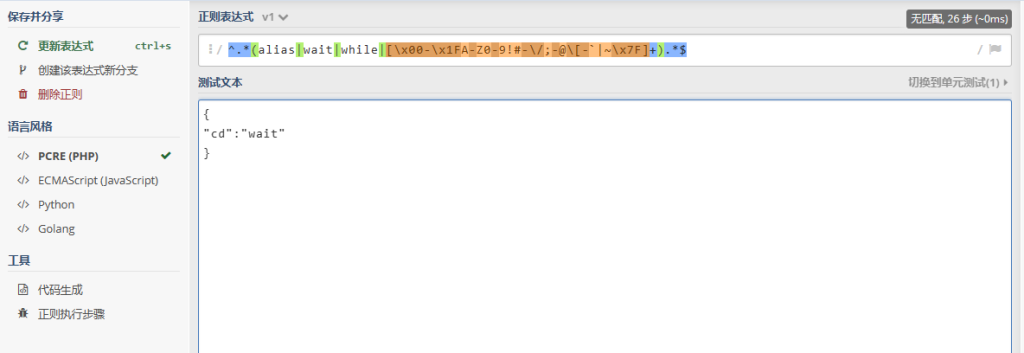 保存并分享
更新表达式 ctrl+s
创建该表达式新分支
删除正则
语言风格
</> PCRE (PHP)
</> ECMAScript (JavaScript)
</> Python
</> Golang
工具
代码生成
正则执行步骤
正则表达式 v1
无匹配, 26 步 (~0ms)
/ ^.*(alias|wait|while|[\x00-\x1FA-Z0-9!#-\/;-@\[-`|~\x7F]+).*$ /
测试文本
切换到单元测试(1)
{
"cd":"wait"
}